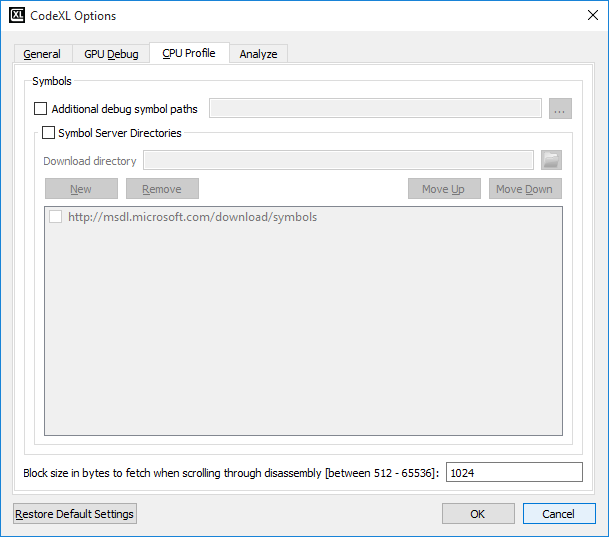 XL CodeXL Options
General GPU Debug CPU Profile Analyze
Symbols
Additional debug symbol paths ...
Symbol Server Directories
Download directory
New Remove Move Up Move Down
http://msdl.microsoft.com/download/symbols
Block size in bytes to fetch when scrolling through disassembly [between 512 - 65536]: 1024
Restore Default Settings OK Cancel